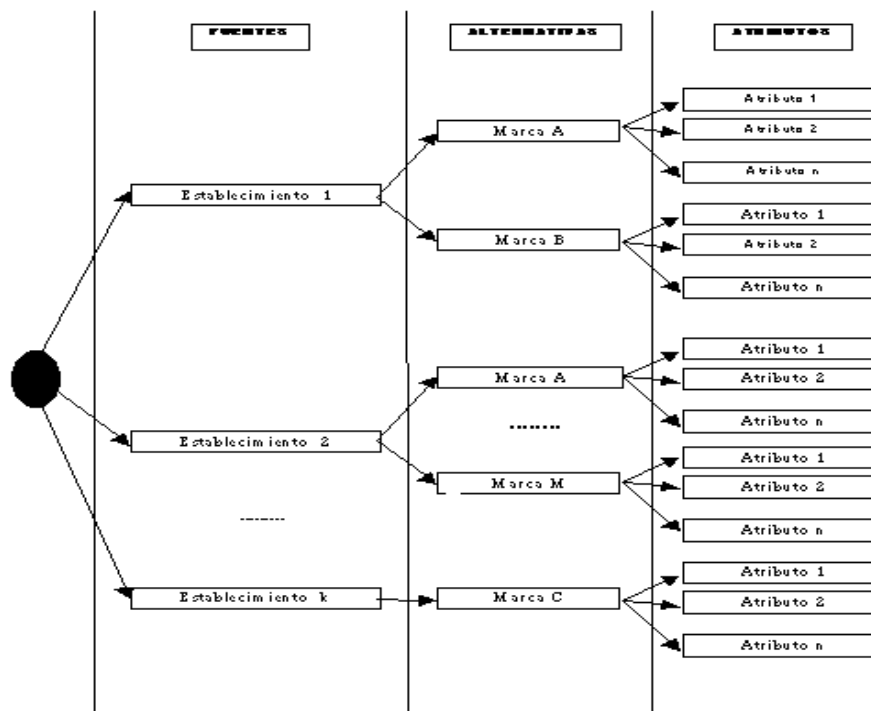 FUENTES
ALTERNATIVAS
ATRIBUTOS
Establecimiento 1
Marca A
Atributo 1
Atributo 2
Atributo n
Marca B
Atributo 1
Atributo 2
Atributo n
Establecimiento 2
Marca A
Atributo 1
Atributo 2
Atributo n
........
Marca M
Atributo 1
Atributo 2
Atributo n
--------
Establecimiento k
Marca C
Atributo 1
Atributo 2
Atributo n